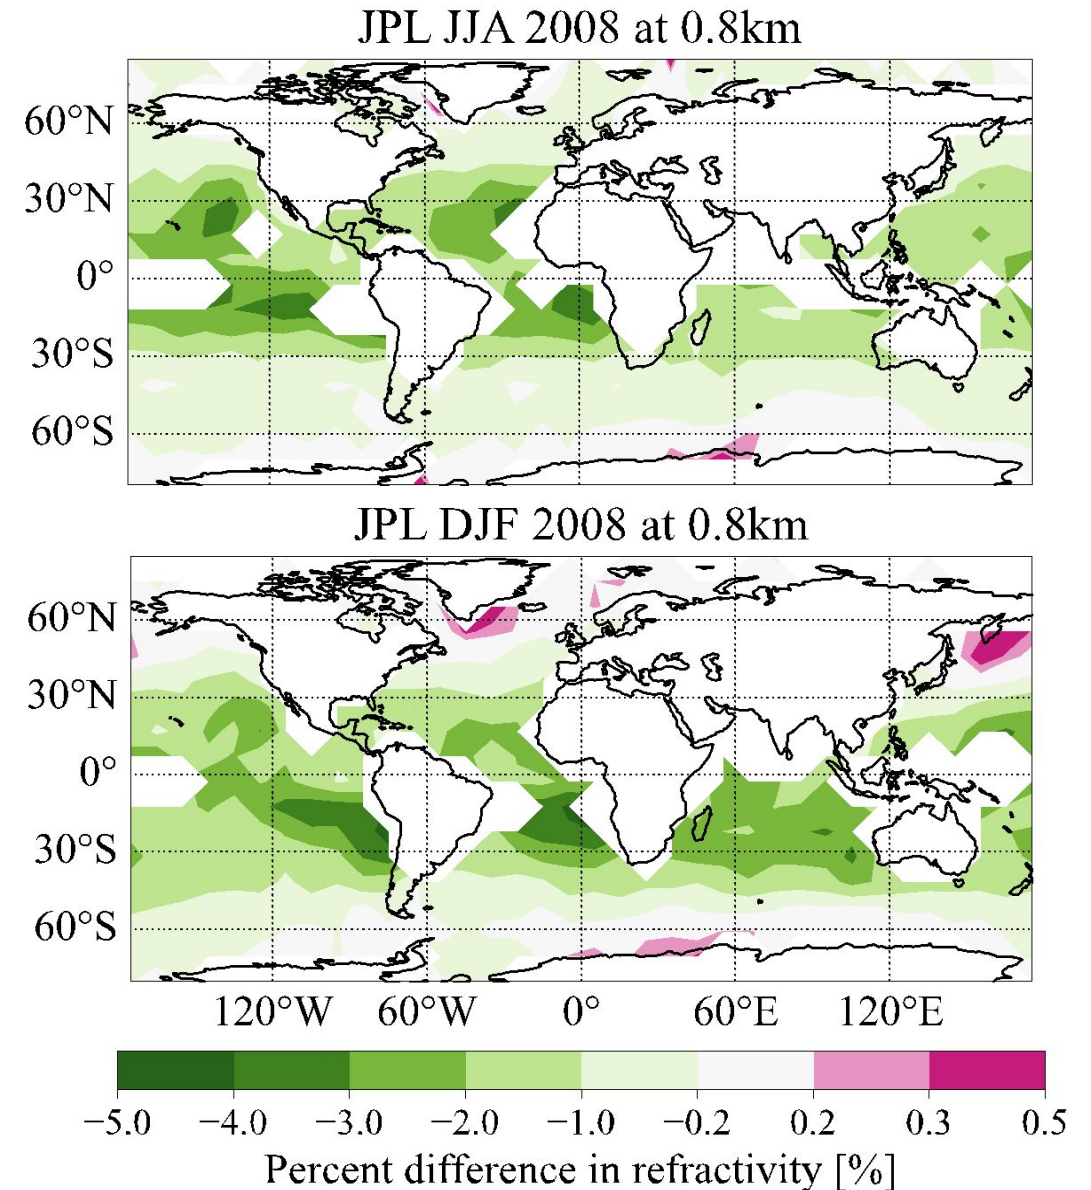 JPL JJA 2008 at 0.8km
60°N
30°N
0°
30°S
60°S
JPL DJF 2008 at 0.8km
60°N
30°N
0°
30°S
60°S
120°W 60°W 0° 60°E 120°E
−5.0 −4.0 −3.0 −2.0 −1.0 −0.2 0.2 0.3 0.5
Percent difference in refractivity [%]